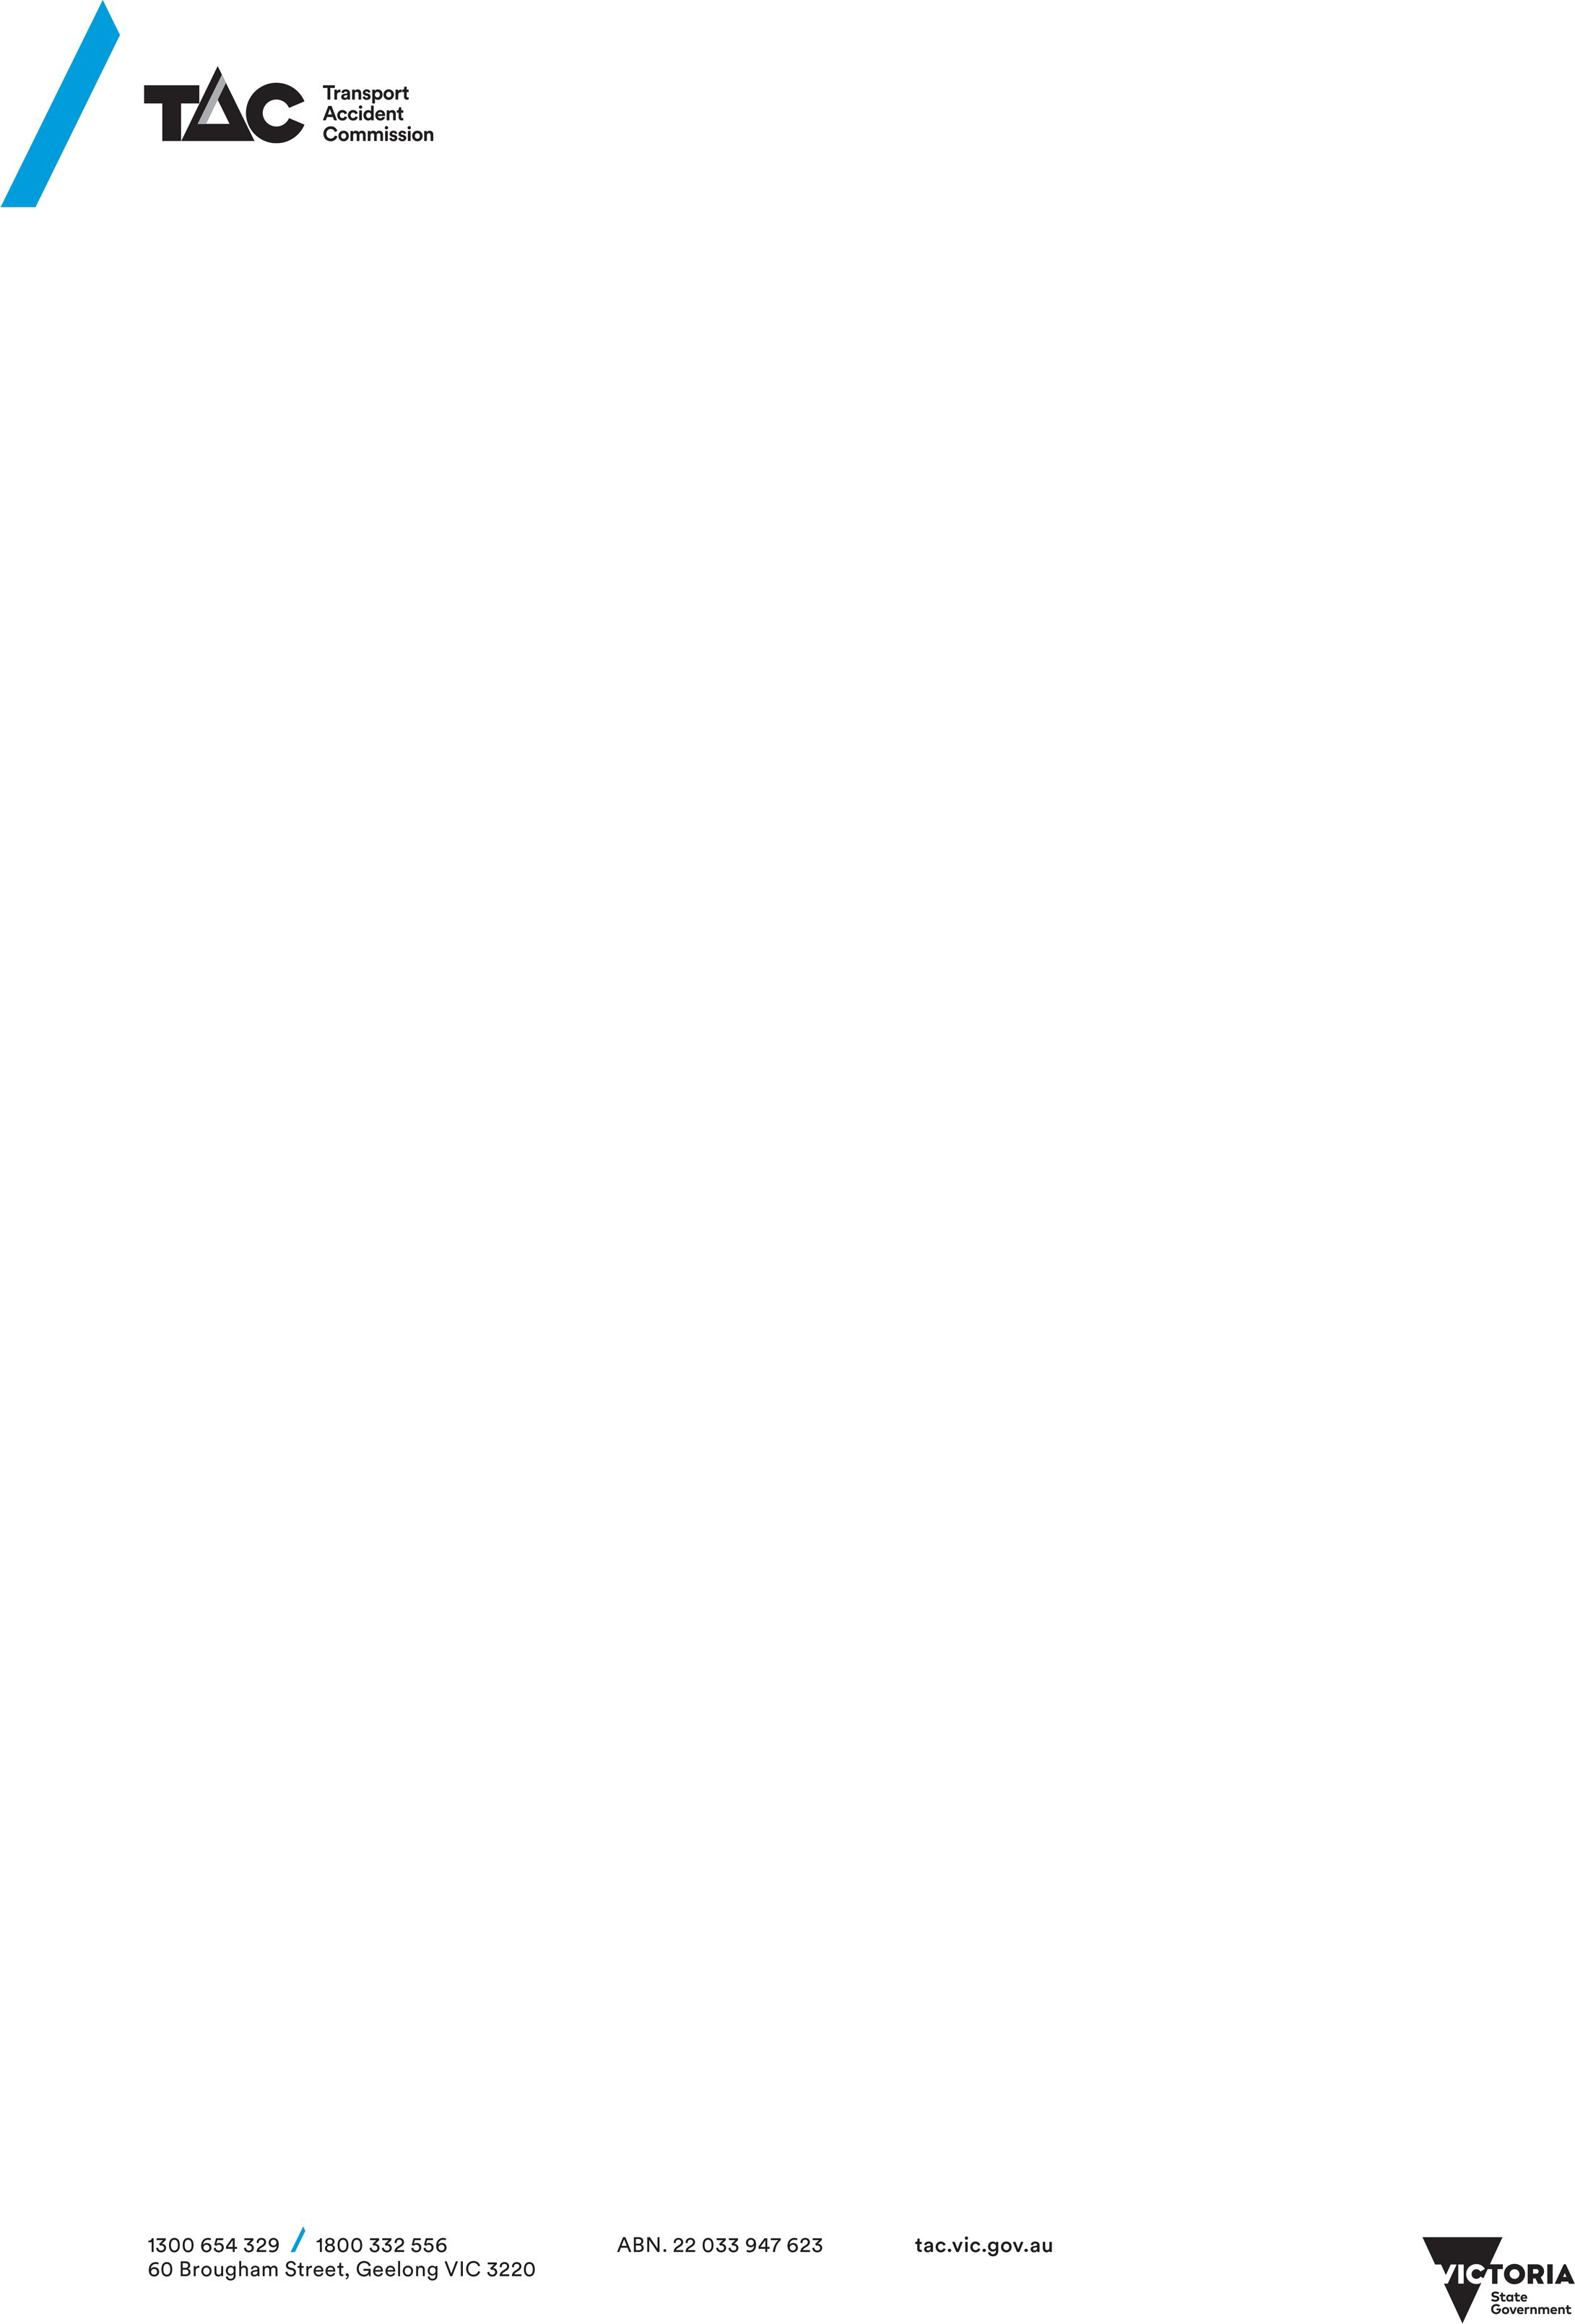 TAC
Transport
Accident
Commission
1300 654 329 / 1800 332 556
60 Brougham Street, Geelong VIC 3220
ABN. 22 033 947 623
tac.vic.gov.au
VICTORIA
State
Government